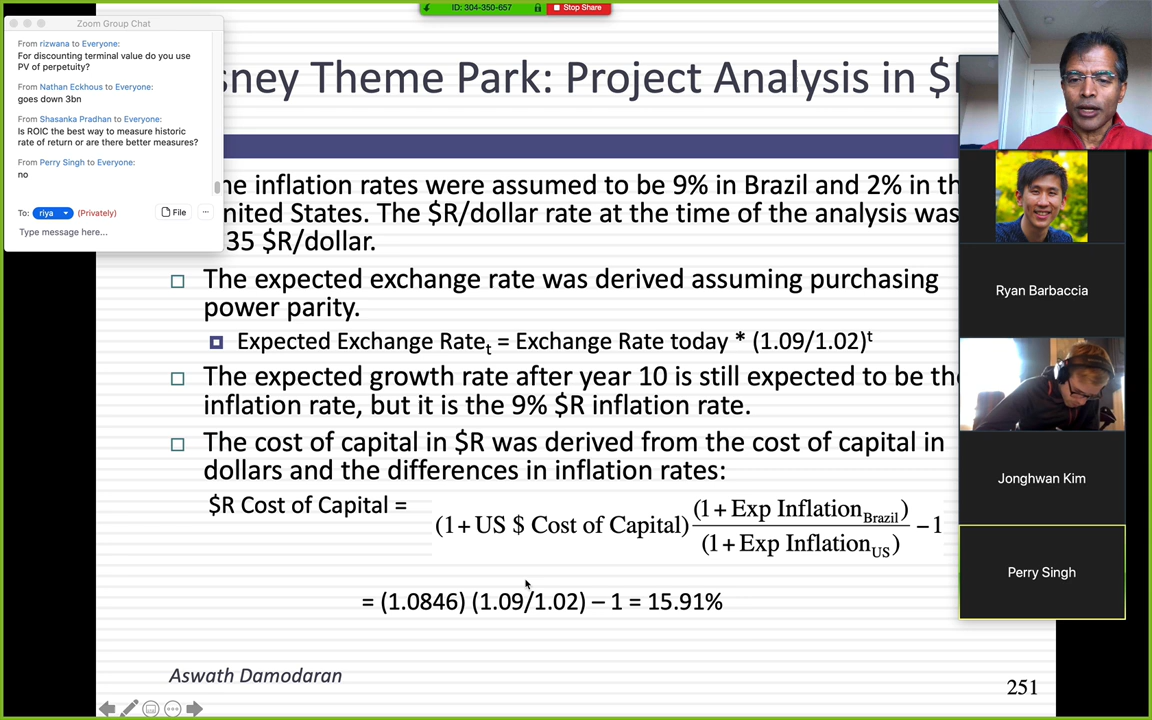 ID: 304-350-657
Stop Share
Zoom Group Chat
From rizwana to Everyone:
For discounting terminal value do you use
PV of perpetuity?
From Nathan Eckhous to Everyone:
goes down 3bn
From Shasanka Pradhan to Everyone:
Is ROIC the best way to measure historic
rate of return or are there better measures?
From Perry Singh to Everyone:
no
To: riya (Privately)
File
...
Type message here...
sney Theme Park: Project Analysis in $R
he inflation rates were assumed to be 9% in Brazil and 2% in th
nited States. The $R/dollar rate at the time of the analysis was
35 $R/dollar.
The expected exchange rate was derived assuming purchasing
power parity.
Expected Exchange Rateₜ = Exchange Rate today * (1.09/1.02)ᵗ
The expected growth rate after year 10 is still expected to be the
inflation rate, but it is the 9% $R inflation rate.
The cost of capital in $R was derived from the cost of capital in
dollars and the differences in inflation rates:
$R Cost of Capital = (1+US $ Cost of Capital) (1+Exp Inflation Brazil) / (1+Exp Inflation US) −1
= (1.0846) (1.09/1.02) – 1 = 15.91%
Aswath Damodaran
251
Ryan Barbaccia
Jonghwan Kim
Perry Singh